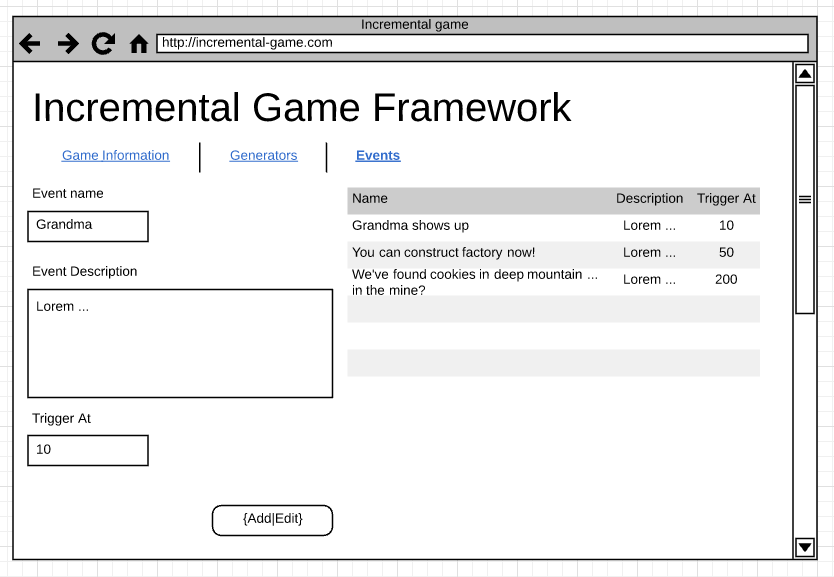 Incremental game
http://incremental-game.com
Incremental Game Framework
Game Information
Generators
Events
Event name
Grandma
Event Description
Lorem ...
Trigger At
10
{Add|Edit}
Name Description Trigger At
Grandma shows up Lorem ... 10
You can construct factory now! Lorem ... 50
We've found cookies in deep mountain ...
in the mine? Lorem ... 200